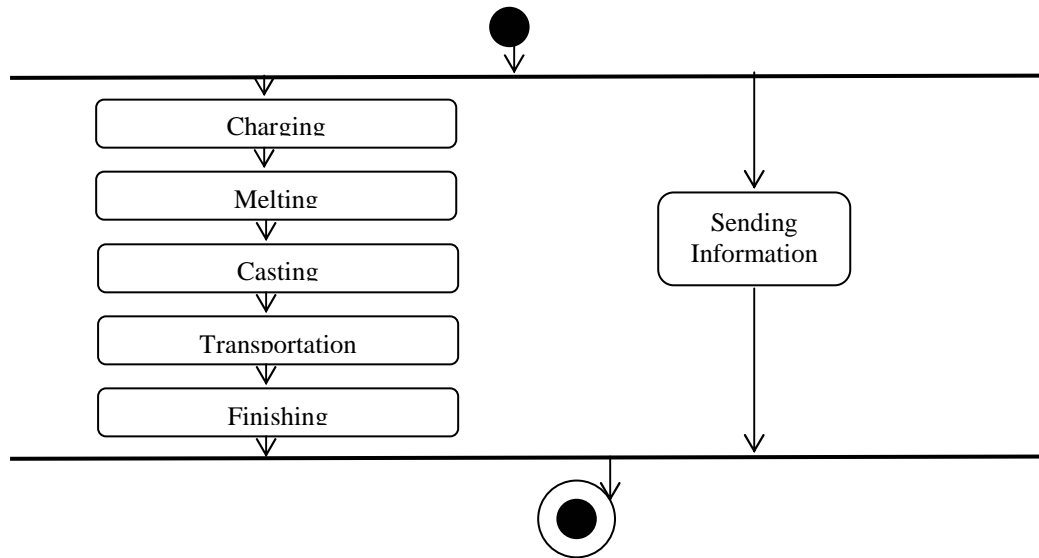 Charging
Melting
Casting
Transportation
Finishing
Sending
Information